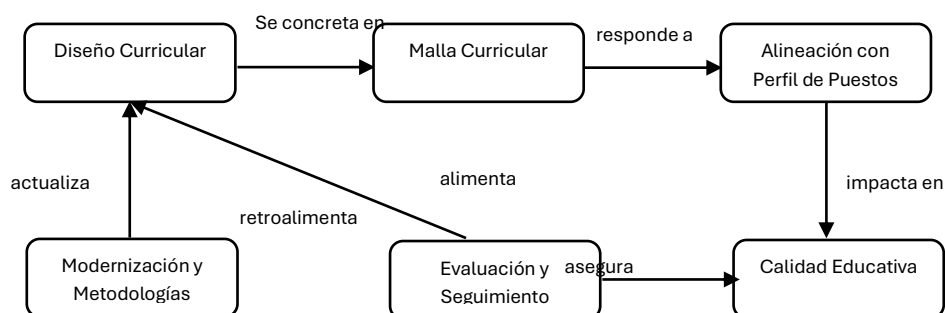 Se concreta en
Diseño Curricular
Malla Curricular
responde a
Alineación con
Perfil de Puestos
actualiza
alimenta
impacta en
retroalimenta
Modernización y
Metodologías
Evaluación y
Seguimiento
asegura
Calidad Educativa